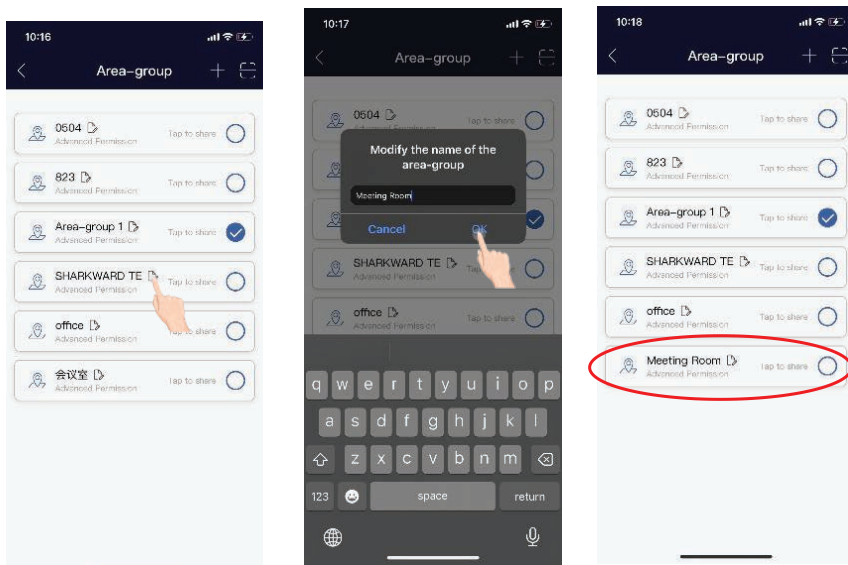 10:16
Area-group
0504
Advanced Permission
Tap to share
823
Advanced Permission
Tap to share
Area-group 1
Advanced Permission
Tap to share
SHARKWARD TE
Advanced Permission
Tap to share
office
Advanced Permission
Tap to share
会议室
Advanced Permission
Tap to share
10:17
Area-group
0504
Tap to share
Modify the name of the
area-group
Meeting Room
Cancel
OK
SHARKWARD TE
Advanced Permission
office
Advanced Permission
Tap to share
q w e r t y u i o p
a s d f g h j k l
z x c v b n m
123
space
return
10:18
Area-group
0504
Advanced Permission
Tap to share
823
Advanced Permission
Tap to share
Area-group 1
Advanced Permission
Tap to share
SHARKWARD TE
Advanced Permission
Tap to share
office
Advanced Permission
Tap to share
Meeting Room
Advanced Permission
Tap to share